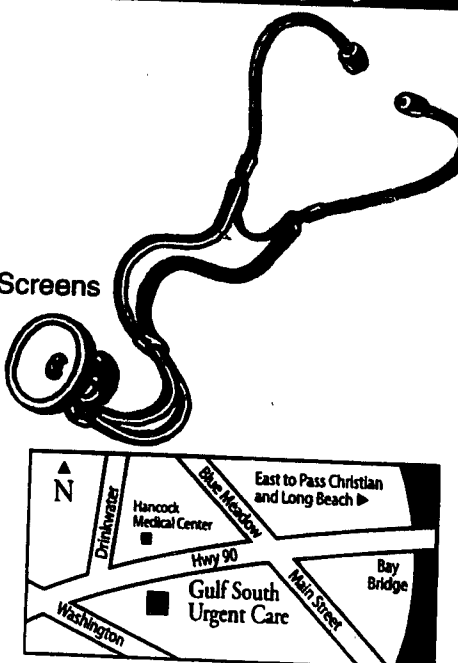 Screens
N
Drinkwater
Hancock
Medical Center
Blue Meadow
East to Pass Christian
and Long Beach ▶
Hwy 90
Bay
Bridge
Gulf South
Urgent Care
Main Street
Washington